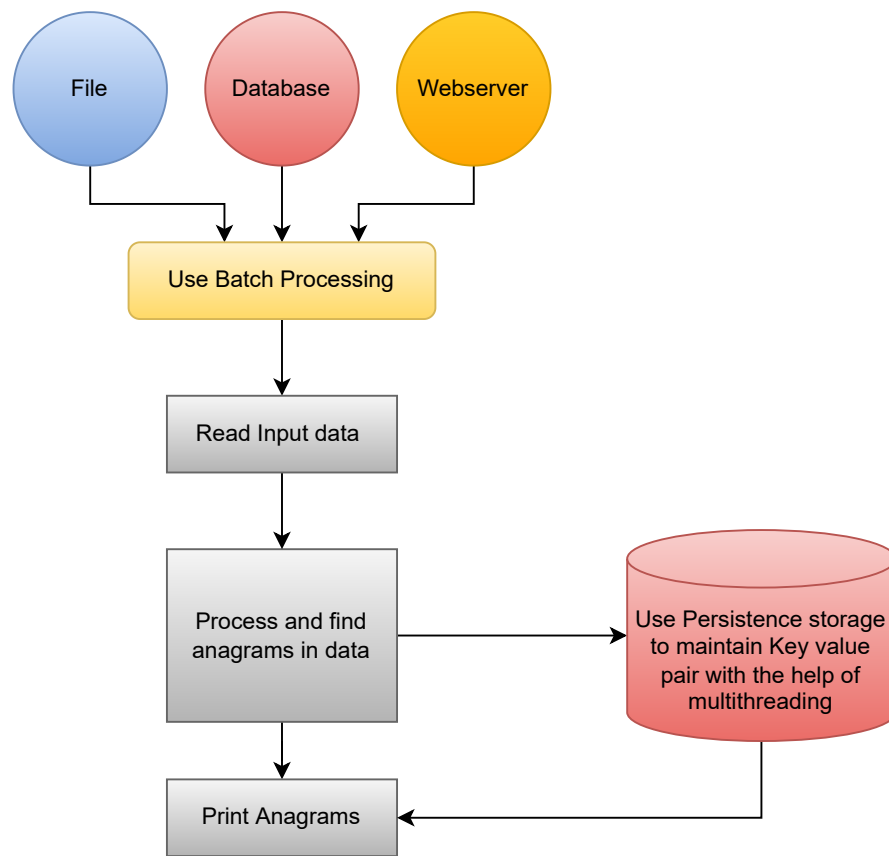 File
Database
Webserver
Use Batch Processing
Read Input data
Process and find
anagrams in data
Use Persistence storage
to maintain Key value
pair with the help of
multithreading
Print Anagrams